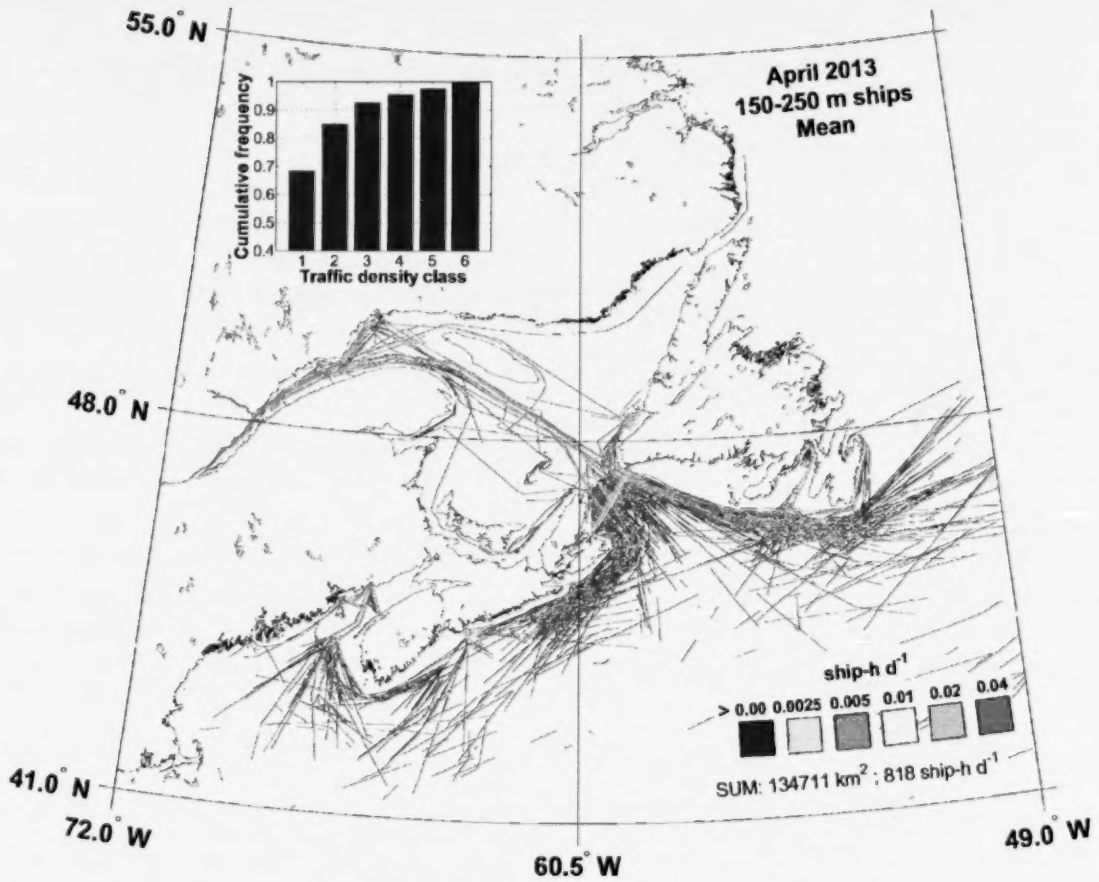 55.0° N
April 2013
150-250 m ships
Mean
Cumulative frequency
1
0.9
0.8
0.7
0.6
0.5
0.4
1 2 3 4 5 6
Traffic density class
48.0° N
ship-h d⁻¹
> 0.00 0.0025 0.005 0.01 0.02 0.04
SUM: 134711 km² ; 818 ship-h d⁻¹
41.0° N
72.0° W
60.5° W
49.0° W